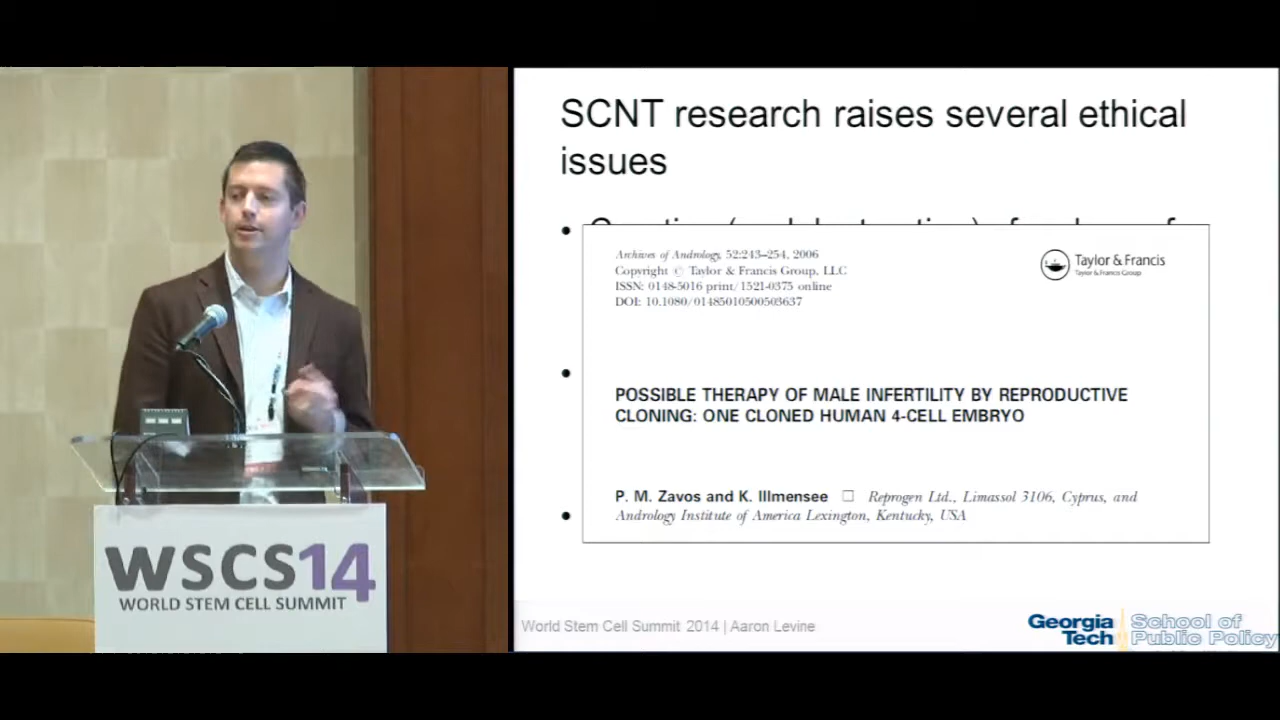 SCNT research raises several ethical
issues
Archives of Andrology, 52:243–254, 2006
Copyright © Taylor & Francis Group, LLC
ISSN: 0148-5016 print/1521-0375 online
DOI: 10.1080/01485010500503637
Taylor & Francis
Taylor & Francis Group
POSSIBLE THERAPY OF MALE INFERTILITY BY REPRODUCTIVE
CLONING: ONE CLONED HUMAN 4-CELL EMBRYO
P. M. Zavos and K. Illmensee □ Reprogen Ltd., Limassol 3106, Cyprus, and
Andrology Institute of America Lexington, Kentucky, USA
World Stem Cell Summit 2014 | Aaron Levine
Georgia
Tech
School of
Public Policy
WSCS14
WORLD STEM CELL SUMMIT